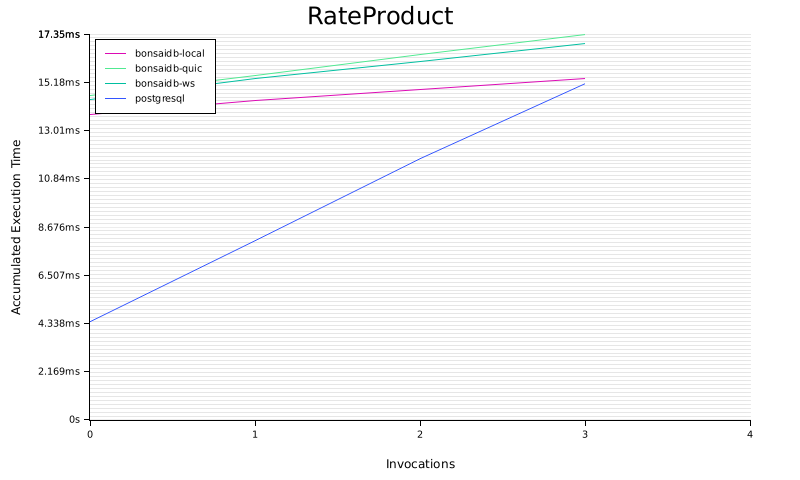 RateProduct
17.35ms
15.18ms
13.01ms
10.84ms
8.676ms
6.507ms
4.338ms
2.169ms
0s
Accumulated Execution Time
bonsaidb-local
bonsaidb-quic
bonsaidb-ws
postgresql
0 1 2 3 4
Invocations